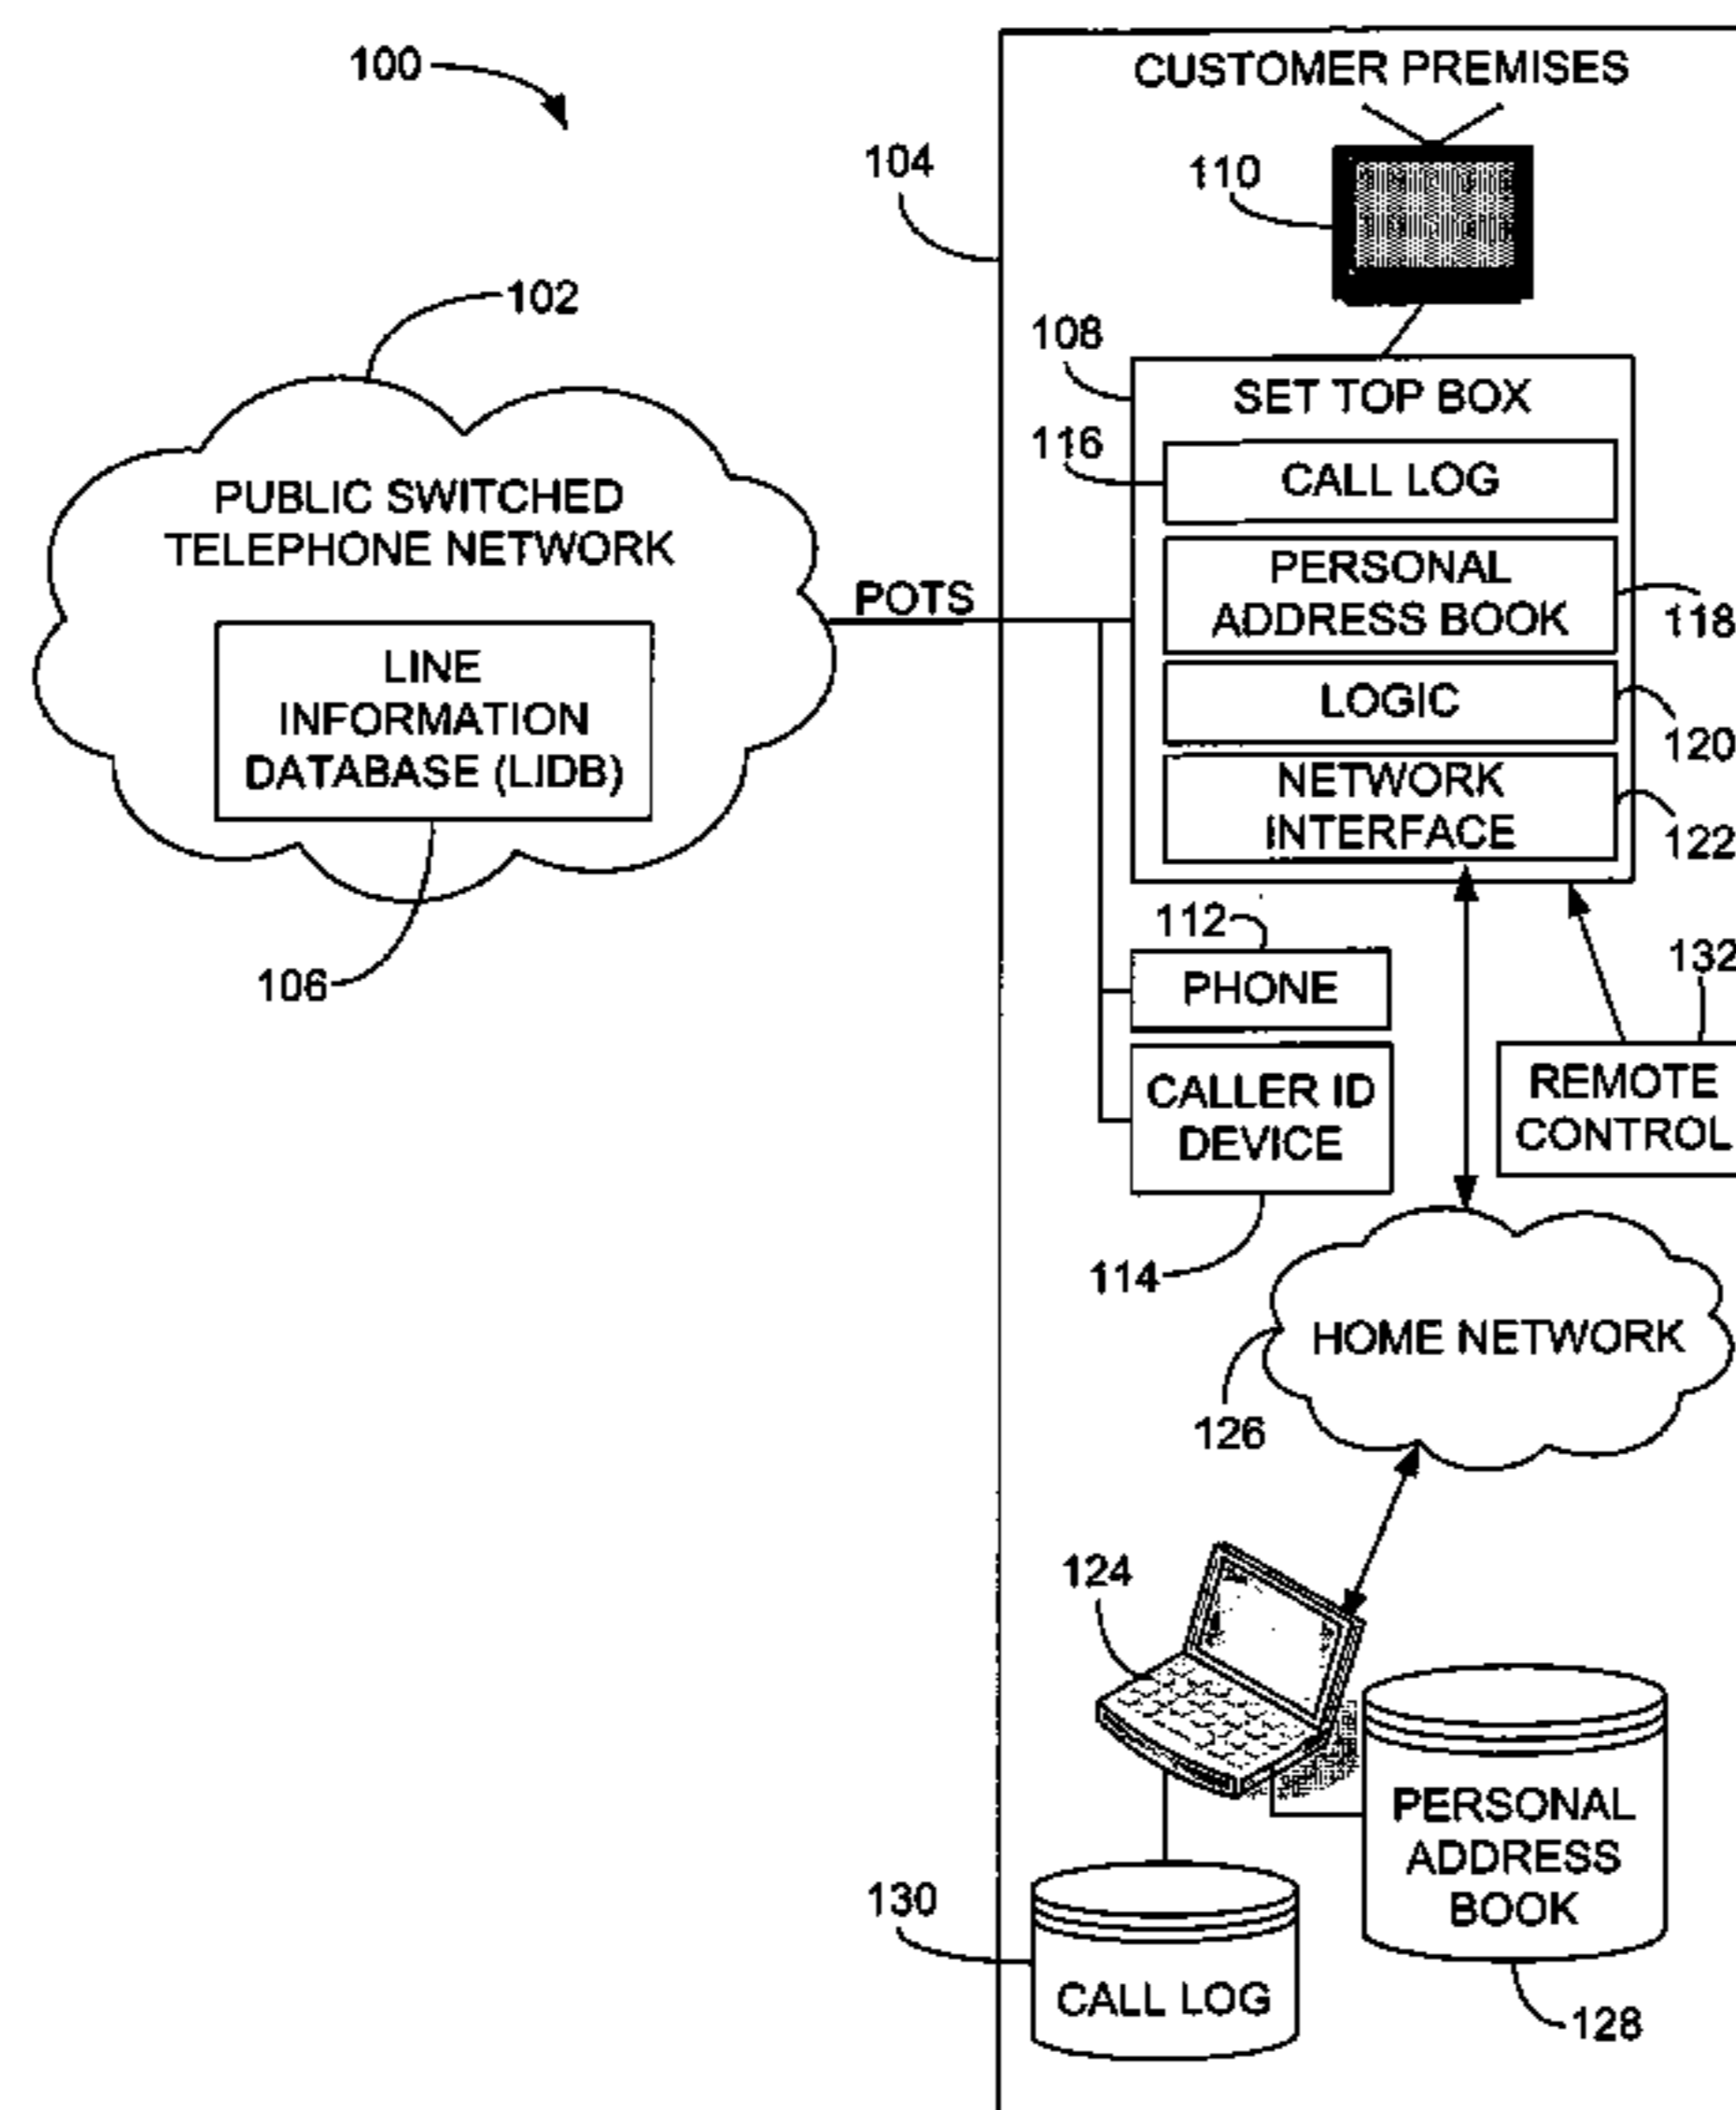 100
CUSTOMER PREMISES
104
110
102
108
SET TOP BOX
116
CALL LOG
PUBLIC SWITCHED
TELEPHONE NETWORK
PERSONAL
ADDRESS BOOK
118
POTS
LINE
INFORMATION
DATABASE (LIDB)
LOGIC
120
NETWORK
INTERFACE
122
112
PHONE
132
106
CALLER ID
DEVICE
REMOTE
CONTROL
114
HOME NETWORK
126
124
PERSONAL
ADDRESS
BOOK
130
CALL LOG
128